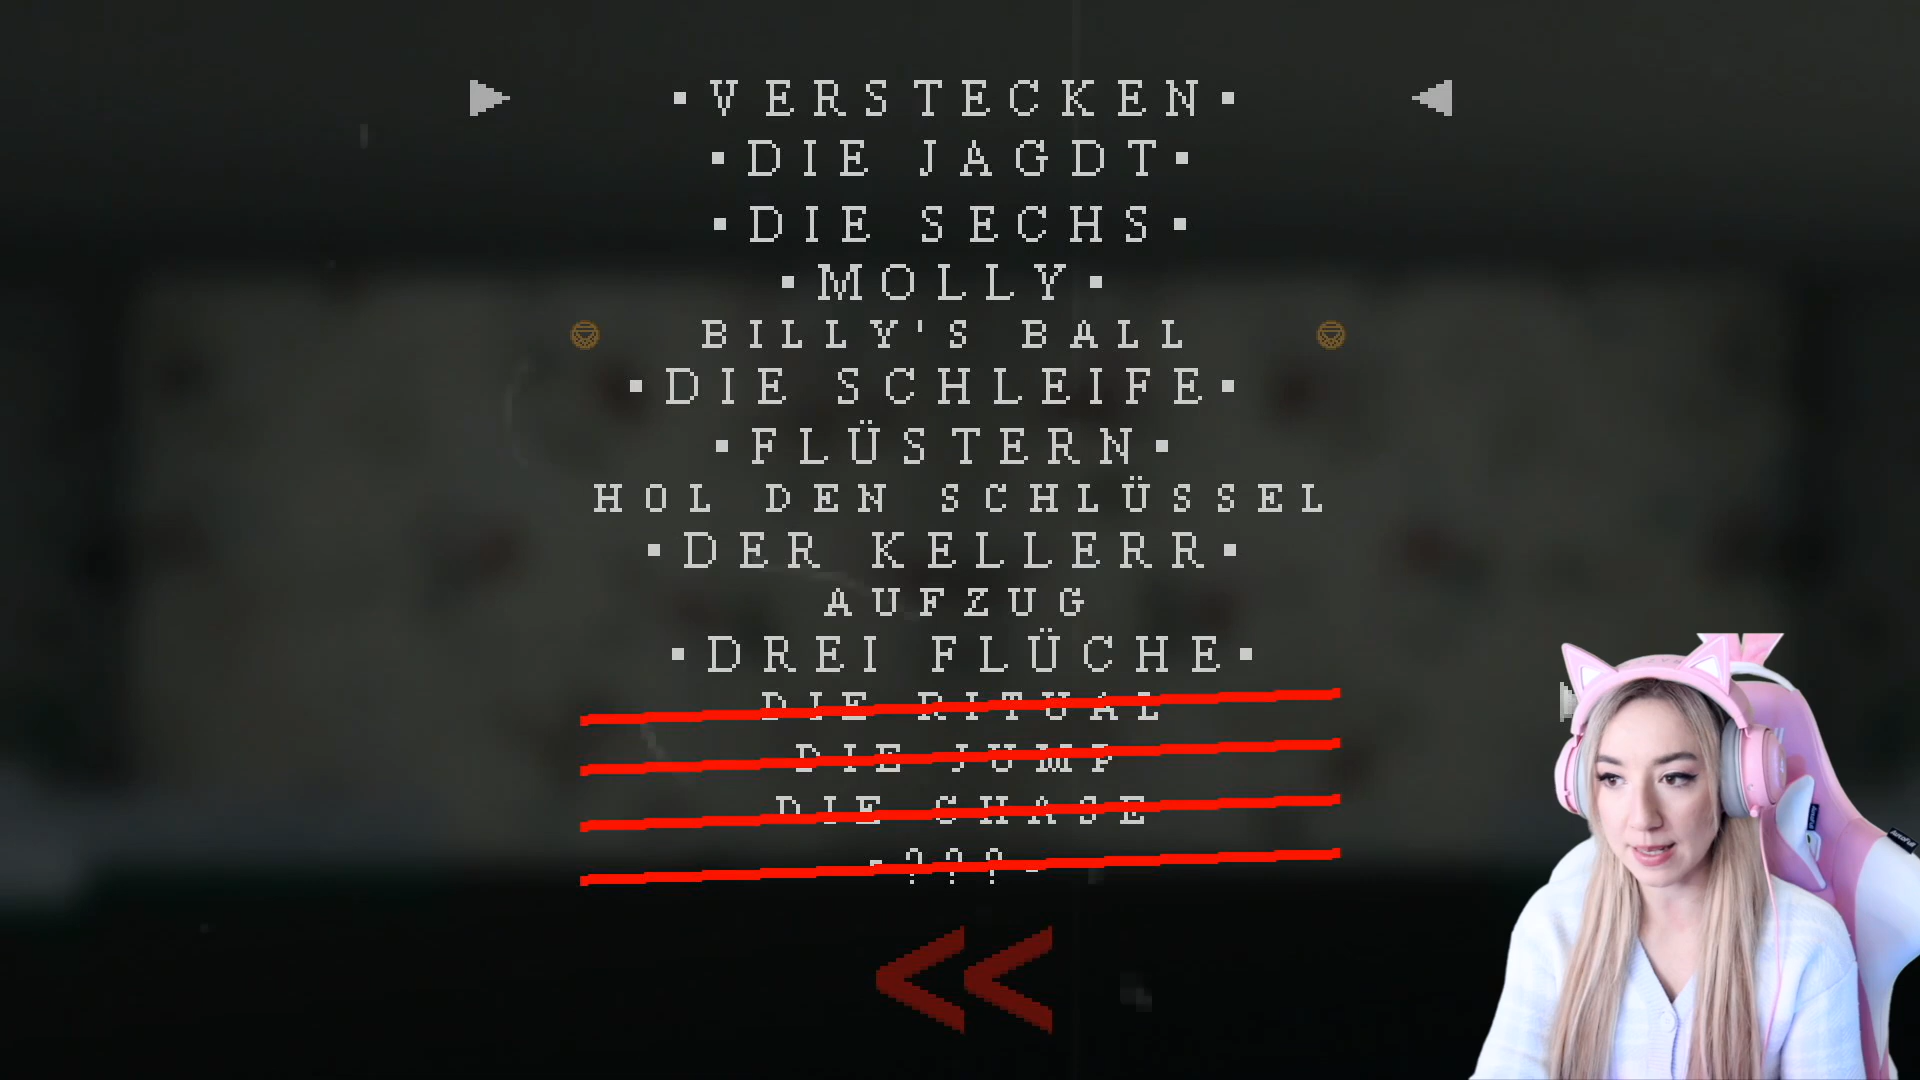 ▪VERSTECKEN▪
▪DIE JAGDT▪
▪DIE SECHS▪
▪MOLLY▪
BILLY'S BALL
▪DIE SCHLEIFE▪
▪FLÜSTERN▪
HOL DEN SCHLÜSSEL
▪DER KELLERR▪
AUFZUG
▪DREI FLÜCHE▪
DIE RITUAL
DIE JUMP
DIE CHASE
-???-
<<